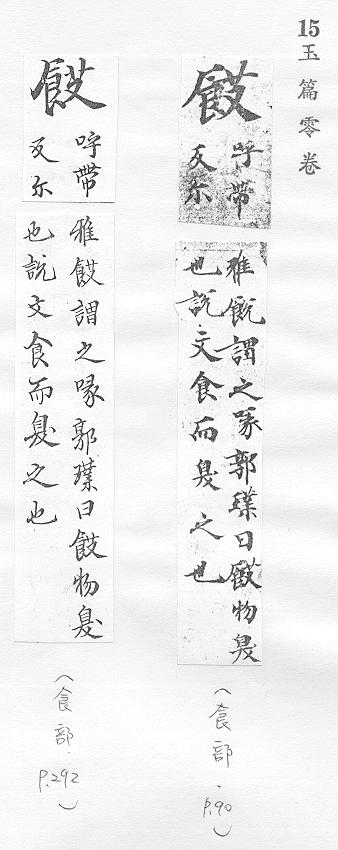 15玉篇零卷
餀
呼帶
反尔
雅餀謂之喙郭璞曰餀物臭
也説文食而臭之也
(食部.P.90)
餀
呼帶
反尔
雅餀謂之喙郭璞曰餀物臭
也説文食而臭之也
(食部.P.292)